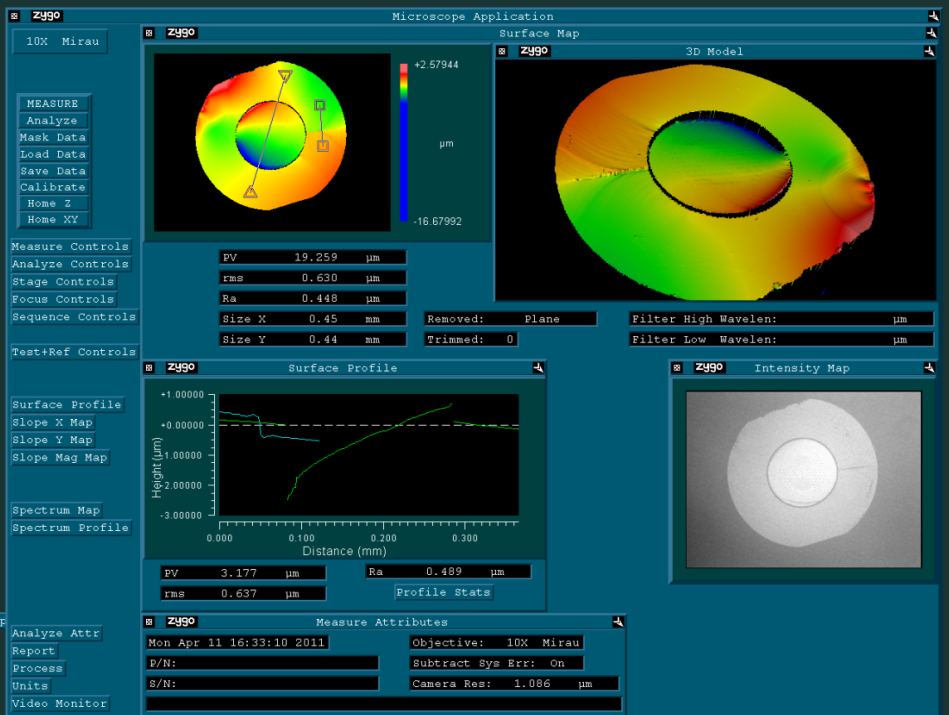 zygo Microscope Application
10X Mirau
zygo Surface Map
zygo 3D Model
+2.57944
µm
-16.67992
MEASURE
Analyze
Mask Data
Load Data
Save Data
Calibrate
Home Z
Home XY
Measure Controls
Analyze Controls
Stage Controls
Focus Controls
Sequence Controls
Test+Ref Controls
Surface Profile
Slope X Map
Slope Y Map
Slope Mag Map
Spectrum Map
Spectrum Profile
Analyze Attr
Report
Process
Units
Video Monitor
PV 19.259 µm
rms 0.630 µm
Ra 0.448 µm
Size X 0.45 mm
Size Y 0.44 mm
Removed: Plane
Trimmed: 0
Filter High Wavelen: µm
Filter Low Wavelen: µm
zygo Surface Profile
+1.00000
+0.00000
-1.00000
-2.00000
-3.00000
Height (µm)
0.000 0.100 0.200 0.300
Distance (mm)
PV 3.177 µm
rms 0.637 µm
Ra 0.489 µm
Profile Stats
zygo Intensity Map
zygo Measure Attributes
Mon Apr 11 16:33:10 2011
P/N:
S/N:
Objective: 10X Mirau
Subtract Sys Err: On
Camera Res: 1.086 µm